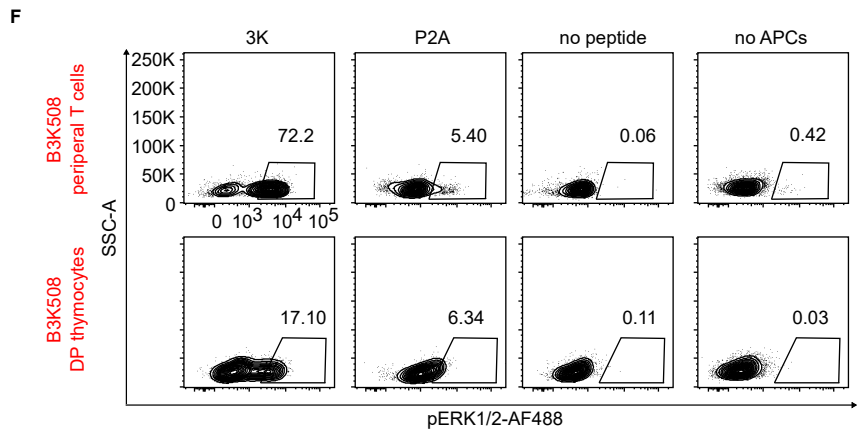 F
3K P2A no peptide no APCs
B3K508
periperal T cells
250K
200K
150K
100K
50K
0
72.2 5.40 0.06 0.42
0 10³ 10⁴ 10⁵
SSC-A
B3K508
DP thymocytes
17.10 6.34 0.11 0.03
pERK1/2-AF488